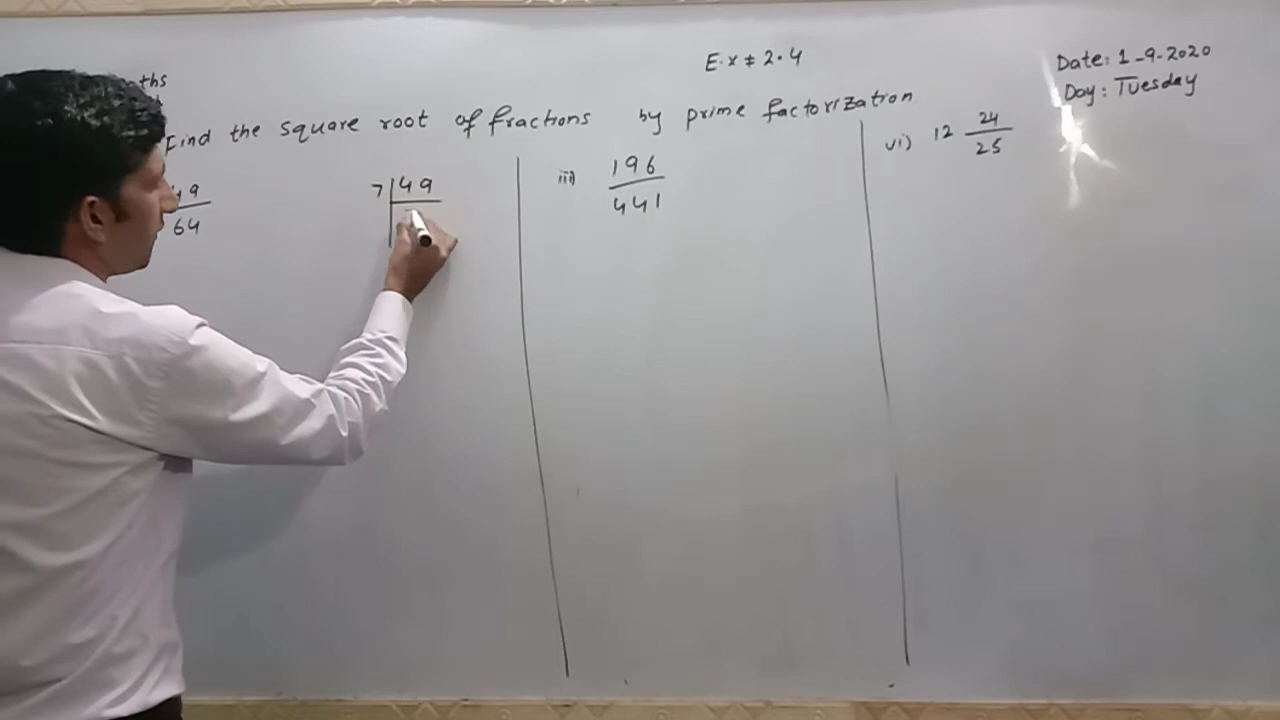 ths
E.x # 2.4
Date: 1-9-2020
Day: Tuesday
Find the square root of fractions by prime factorization
49
64
7 49
iii) 196
441
vi) 12 24
25